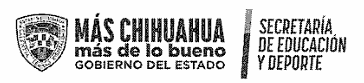 MÁS CHIHUAHUA
más de lo bueno
GOBIERNO DEL ESTADO
SECRETARÍA
DE EDUCACIÓN
Y DEPORTE